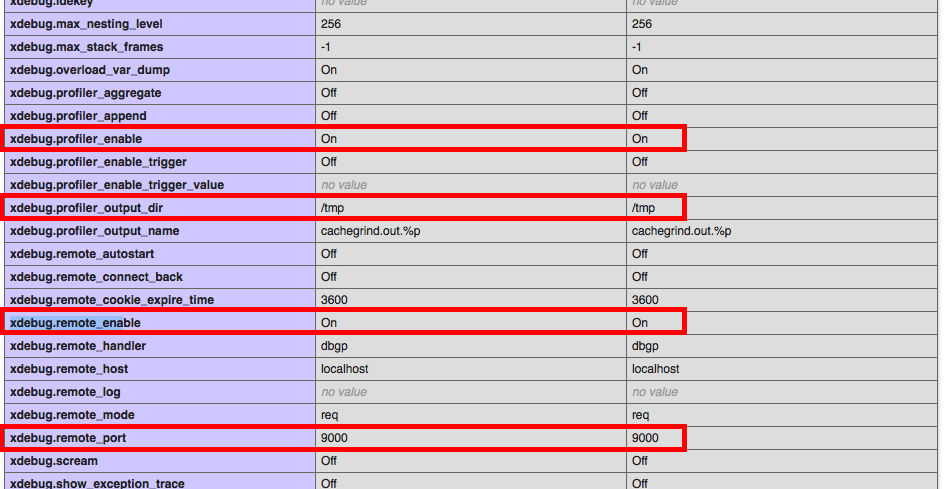 xdebug.idekey no value no value
xdebug.max_nesting_level 256 256
xdebug.max_stack_frames -1 -1
xdebug.overload_var_dump On On
xdebug.profiler_aggregate Off Off
xdebug.profiler_append Off Off
xdebug.profiler_enable On On
xdebug.profiler_enable_trigger Off Off
xdebug.profiler_enable_trigger_value no value no value
xdebug.profiler_output_dir /tmp /tmp
xdebug.profiler_output_name cachegrind.out.%p cachegrind.out.%p
xdebug.remote_autostart Off Off
xdebug.remote_connect_back Off Off
xdebug.remote_cookie_expire_time 3600 3600
xdebug.remote_enable On On
xdebug.remote_handler dbgp dbgp
xdebug.remote_host localhost localhost
xdebug.remote_log no value no value
xdebug.remote_mode req req
xdebug.remote_port 9000 9000
xdebug.scream Off Off
xdebug.show_exception_trace Off Off